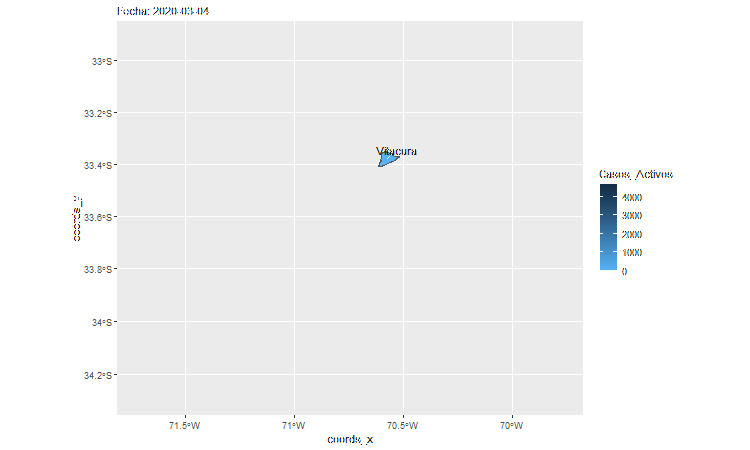 Fecha: 2020-03-04
33°S
33.2°S
33.4°S
33.6°S
33.8°S
34°S
34.2°S
coords_y
Vitacura
71.5°W
71°W
70.5°W
70°W
coords_x
Casos_Activos
4000
3000
2000
1000
0